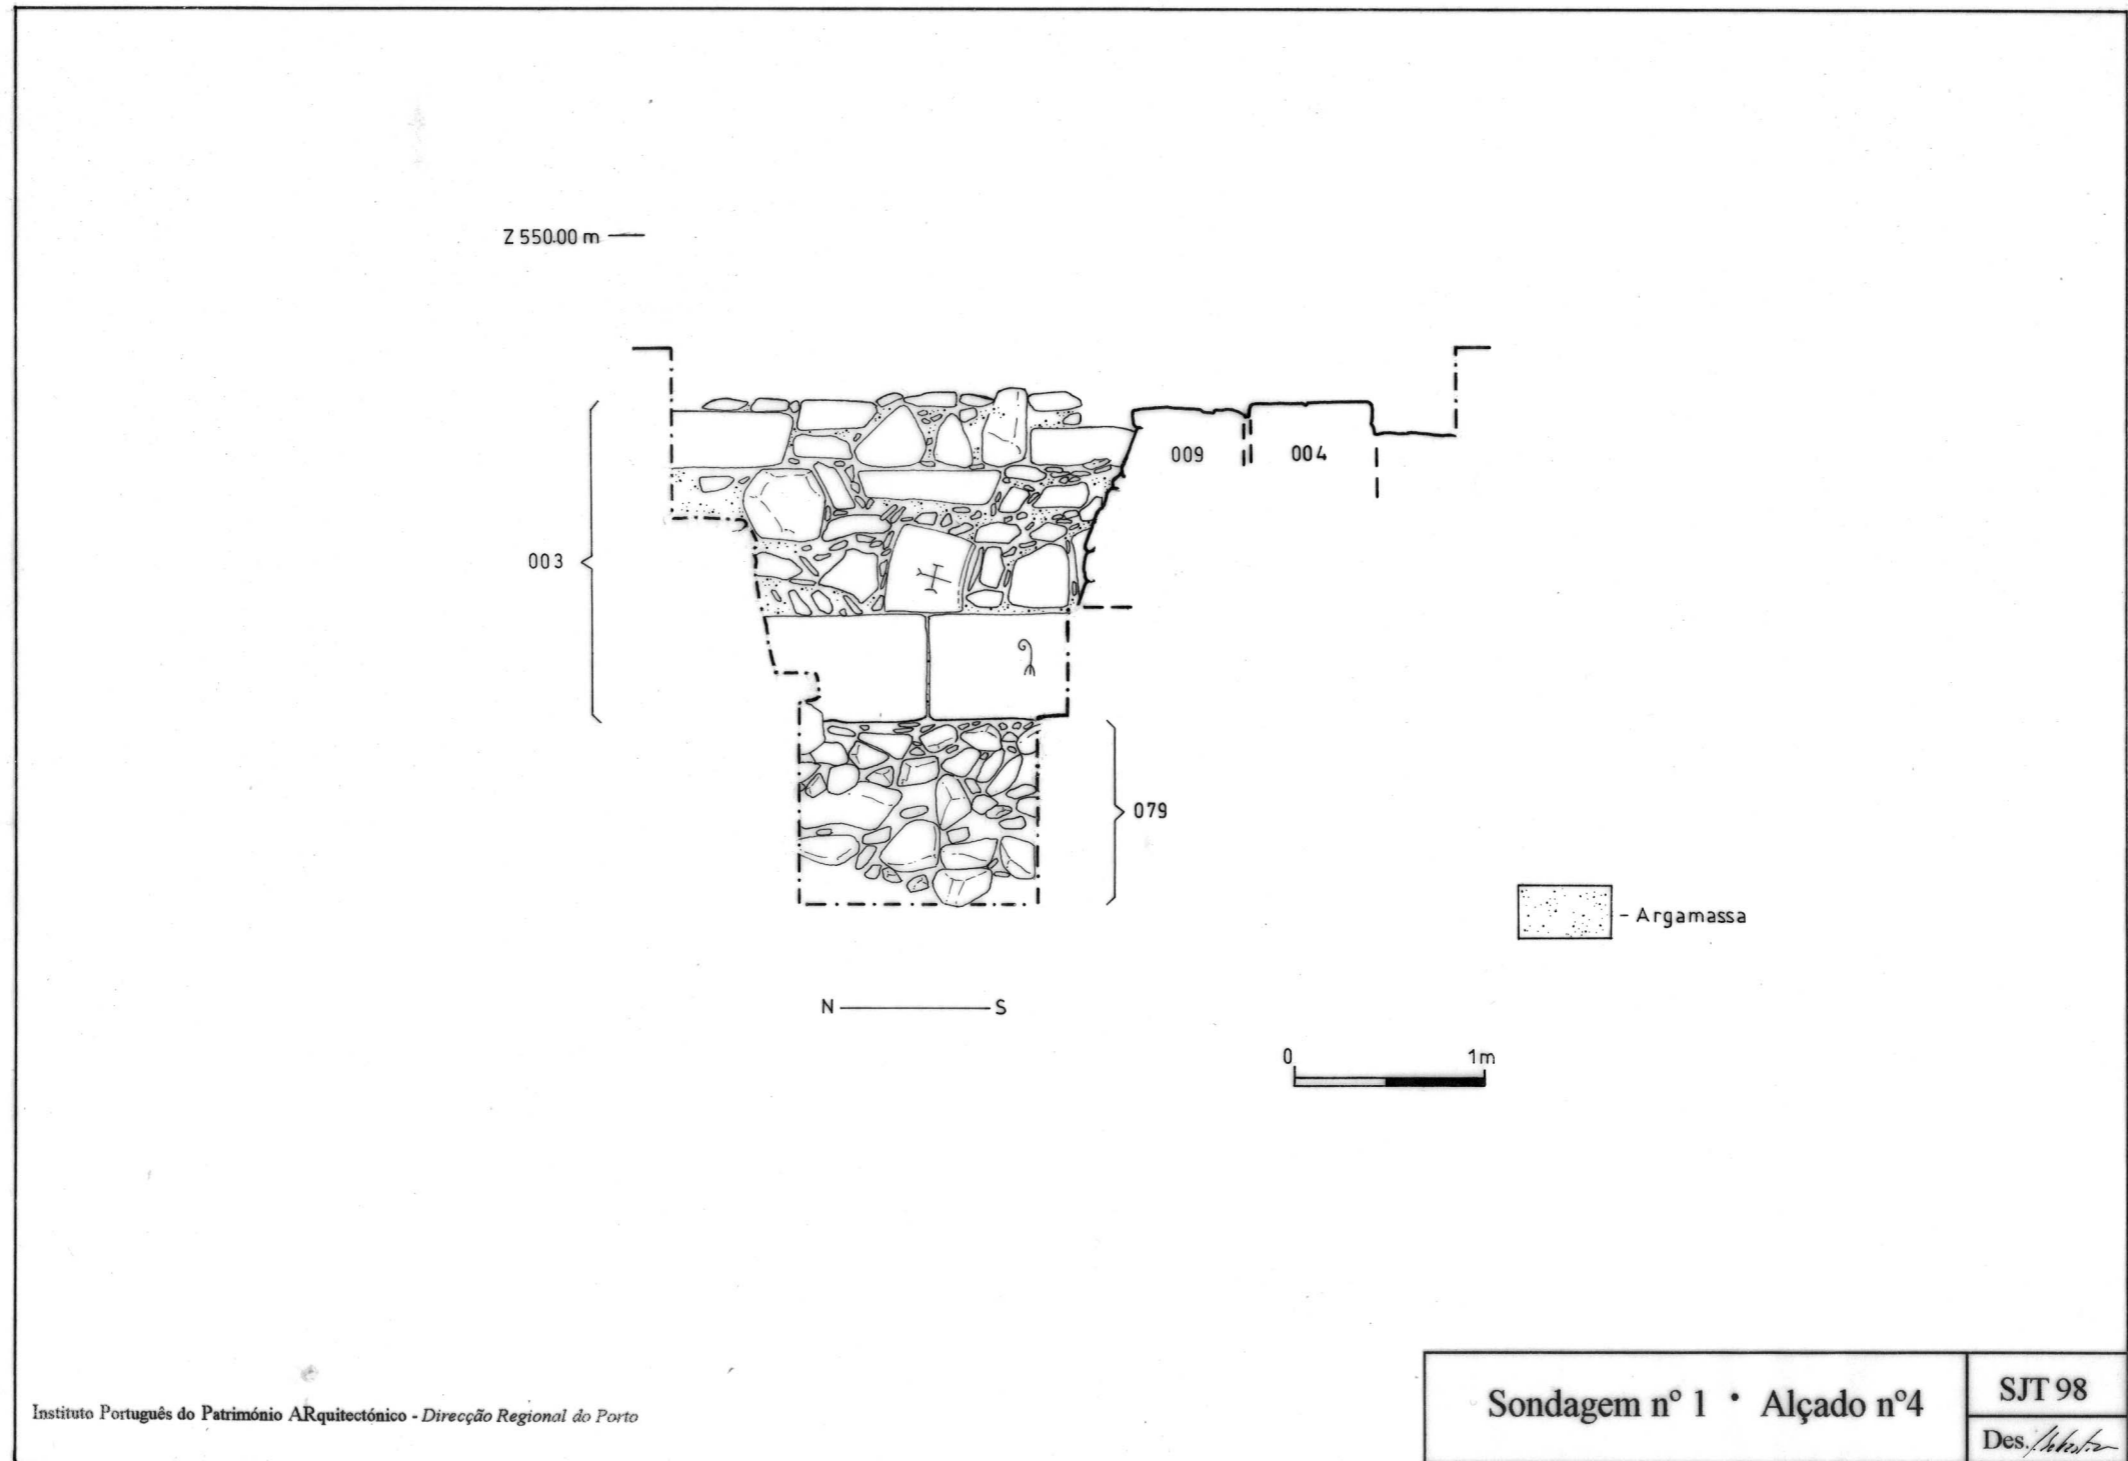 Z 550.00 m
009
004
003
079
- Argamassa
N S
0 1m
Instituto Português do Património ARquitectónico - Direcção Regional do Porto
Sondagem nº 1 • Alçado nº4
SJT 98
Des.